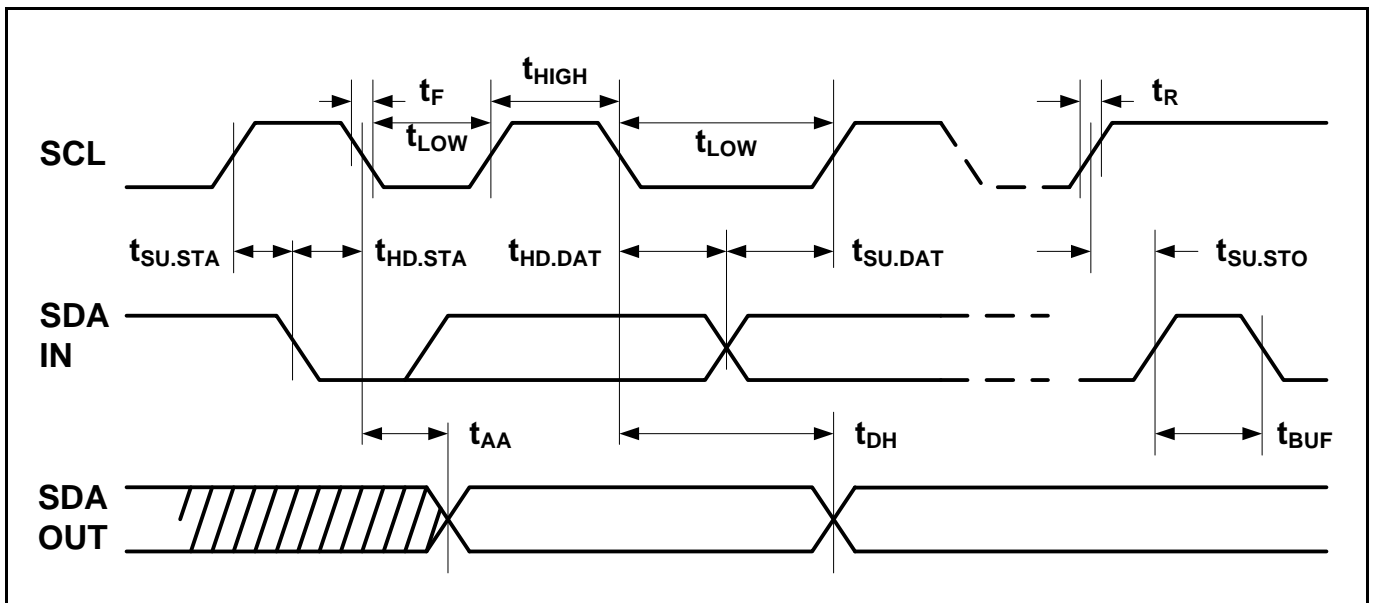 SCL
tF
tHIGH
tLOW
tLOW
tR
tSU.STA
tHD.STA
tHD.DAT
tSU.DAT
tSU.STO
SDA
IN
tAA
tDH
tBUF
SDA
OUT